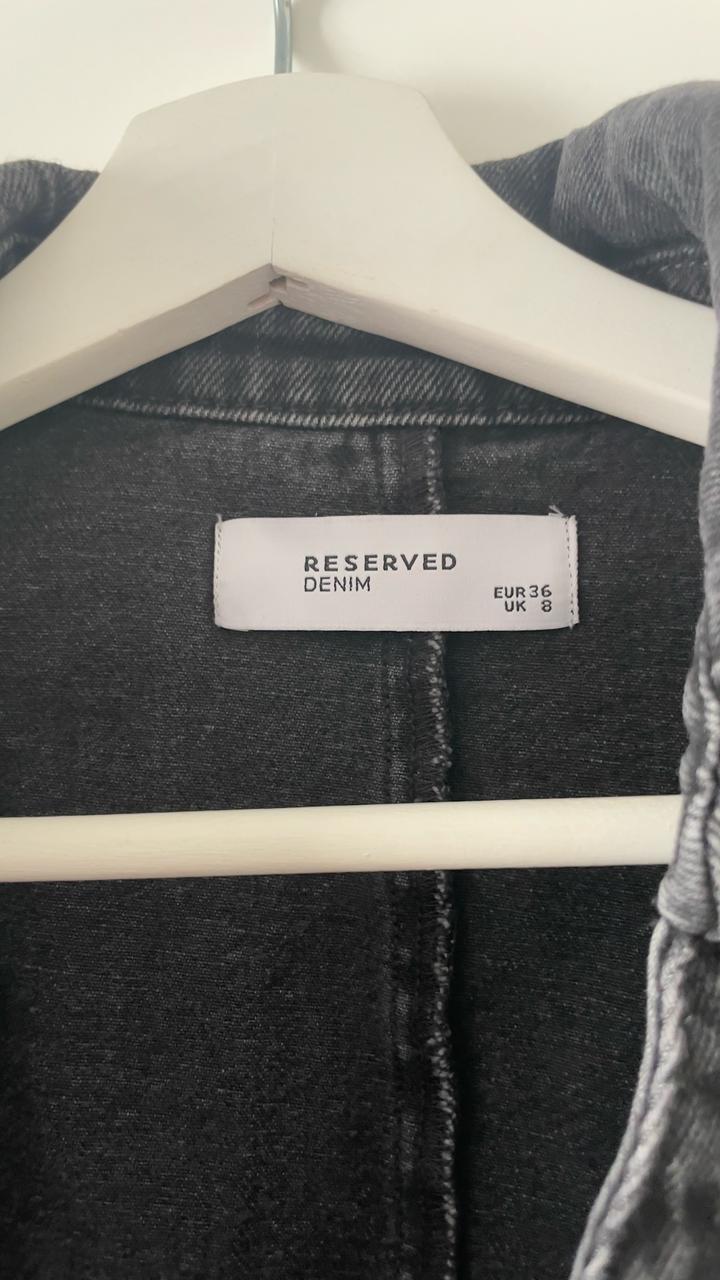 RESERVED
DENIM
EUR 36
UK 8